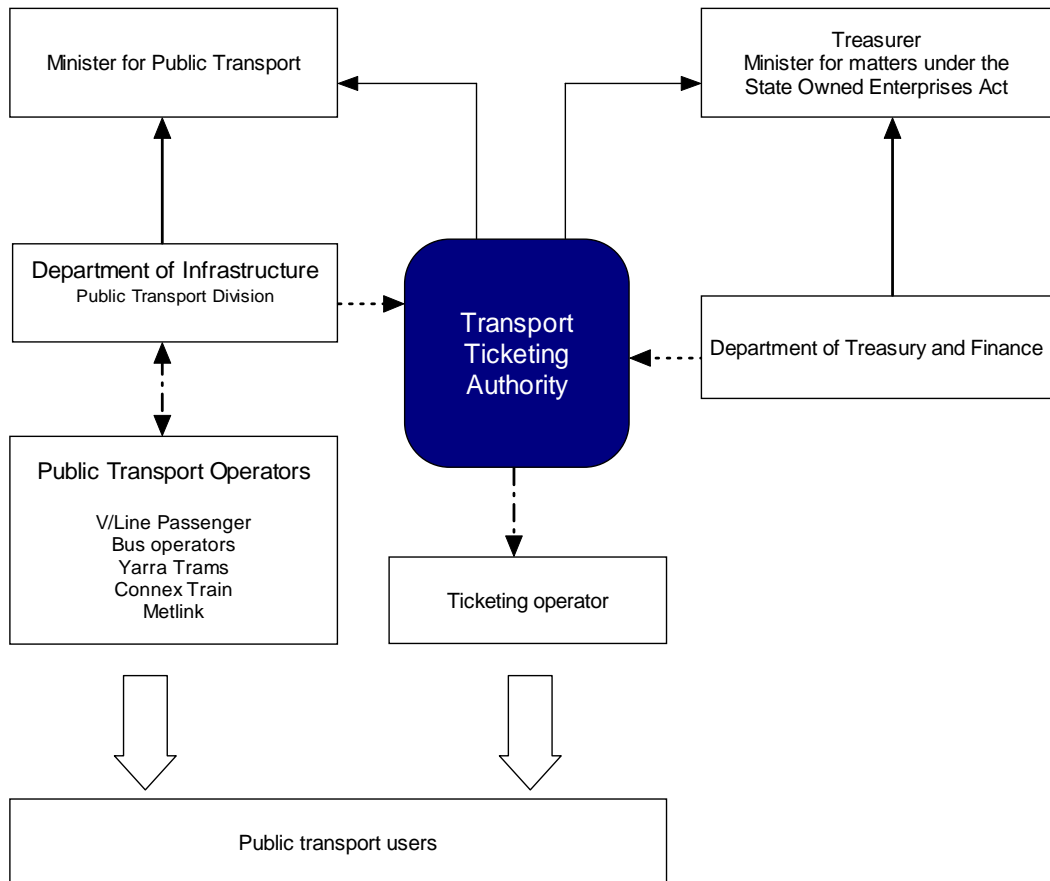 Minister for Public Transport
Treasurer
Minister for matters under the
State Owned Enterprises Act
Department of Infrastructure
Public Transport Division
Transport
Ticketing
Authority
Department of Treasury and Finance
Public Transport Operators
V/Line Passenger
Bus operators
Yarra Trams
Connex Train
Metlink
Ticketing operator
Public transport users